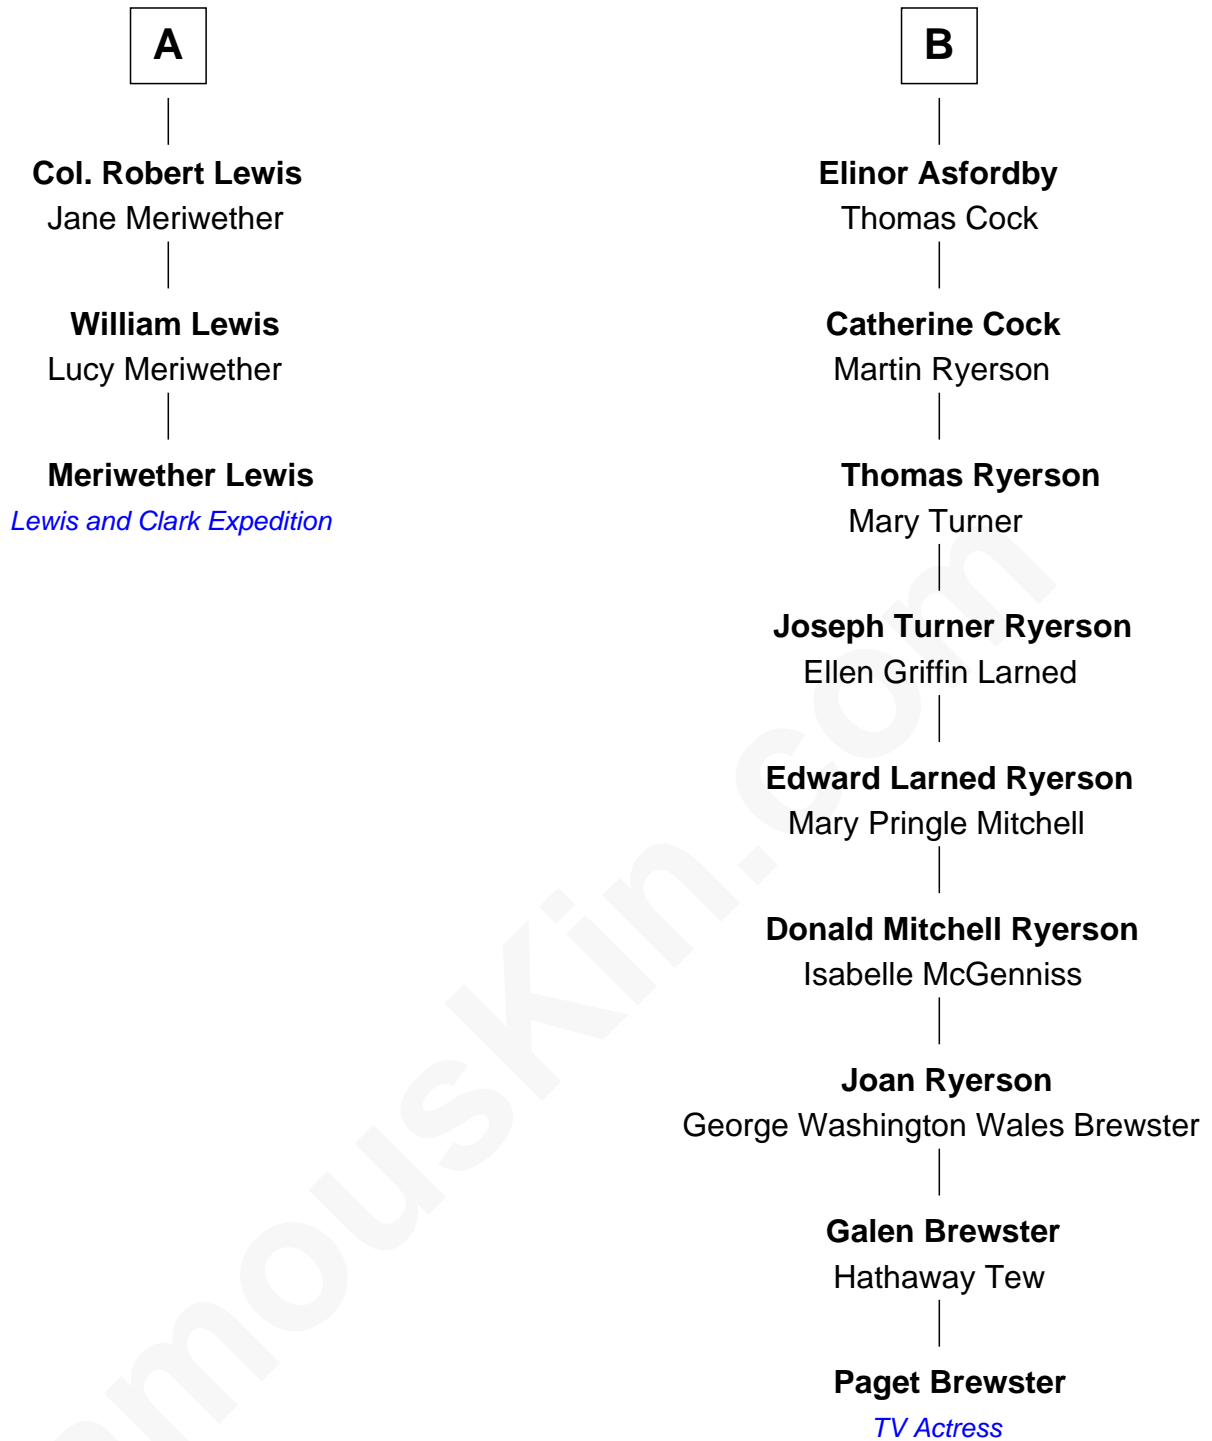 A
Col. Robert Lewis
Jane Meriwether
William Lewis
Lucy Meriwether
Meriwether Lewis
Lewis and Clark Expedition
B
Elinor Asfordby
Thomas Cock
Catherine Cock
Martin Ryerson
Thomas Ryerson
Mary Turner
Joseph Turner Ryerson
Ellen Griffin Larned
Edward Larned Ryerson
Mary Pringle Mitchell
Donald Mitchell Ryerson
Isabelle McGenniss
Joan Ryerson
George Washington Wales Brewster
Galen Brewster
Hathaway Tew
Paget Brewster
TV Actress
amousKin.com